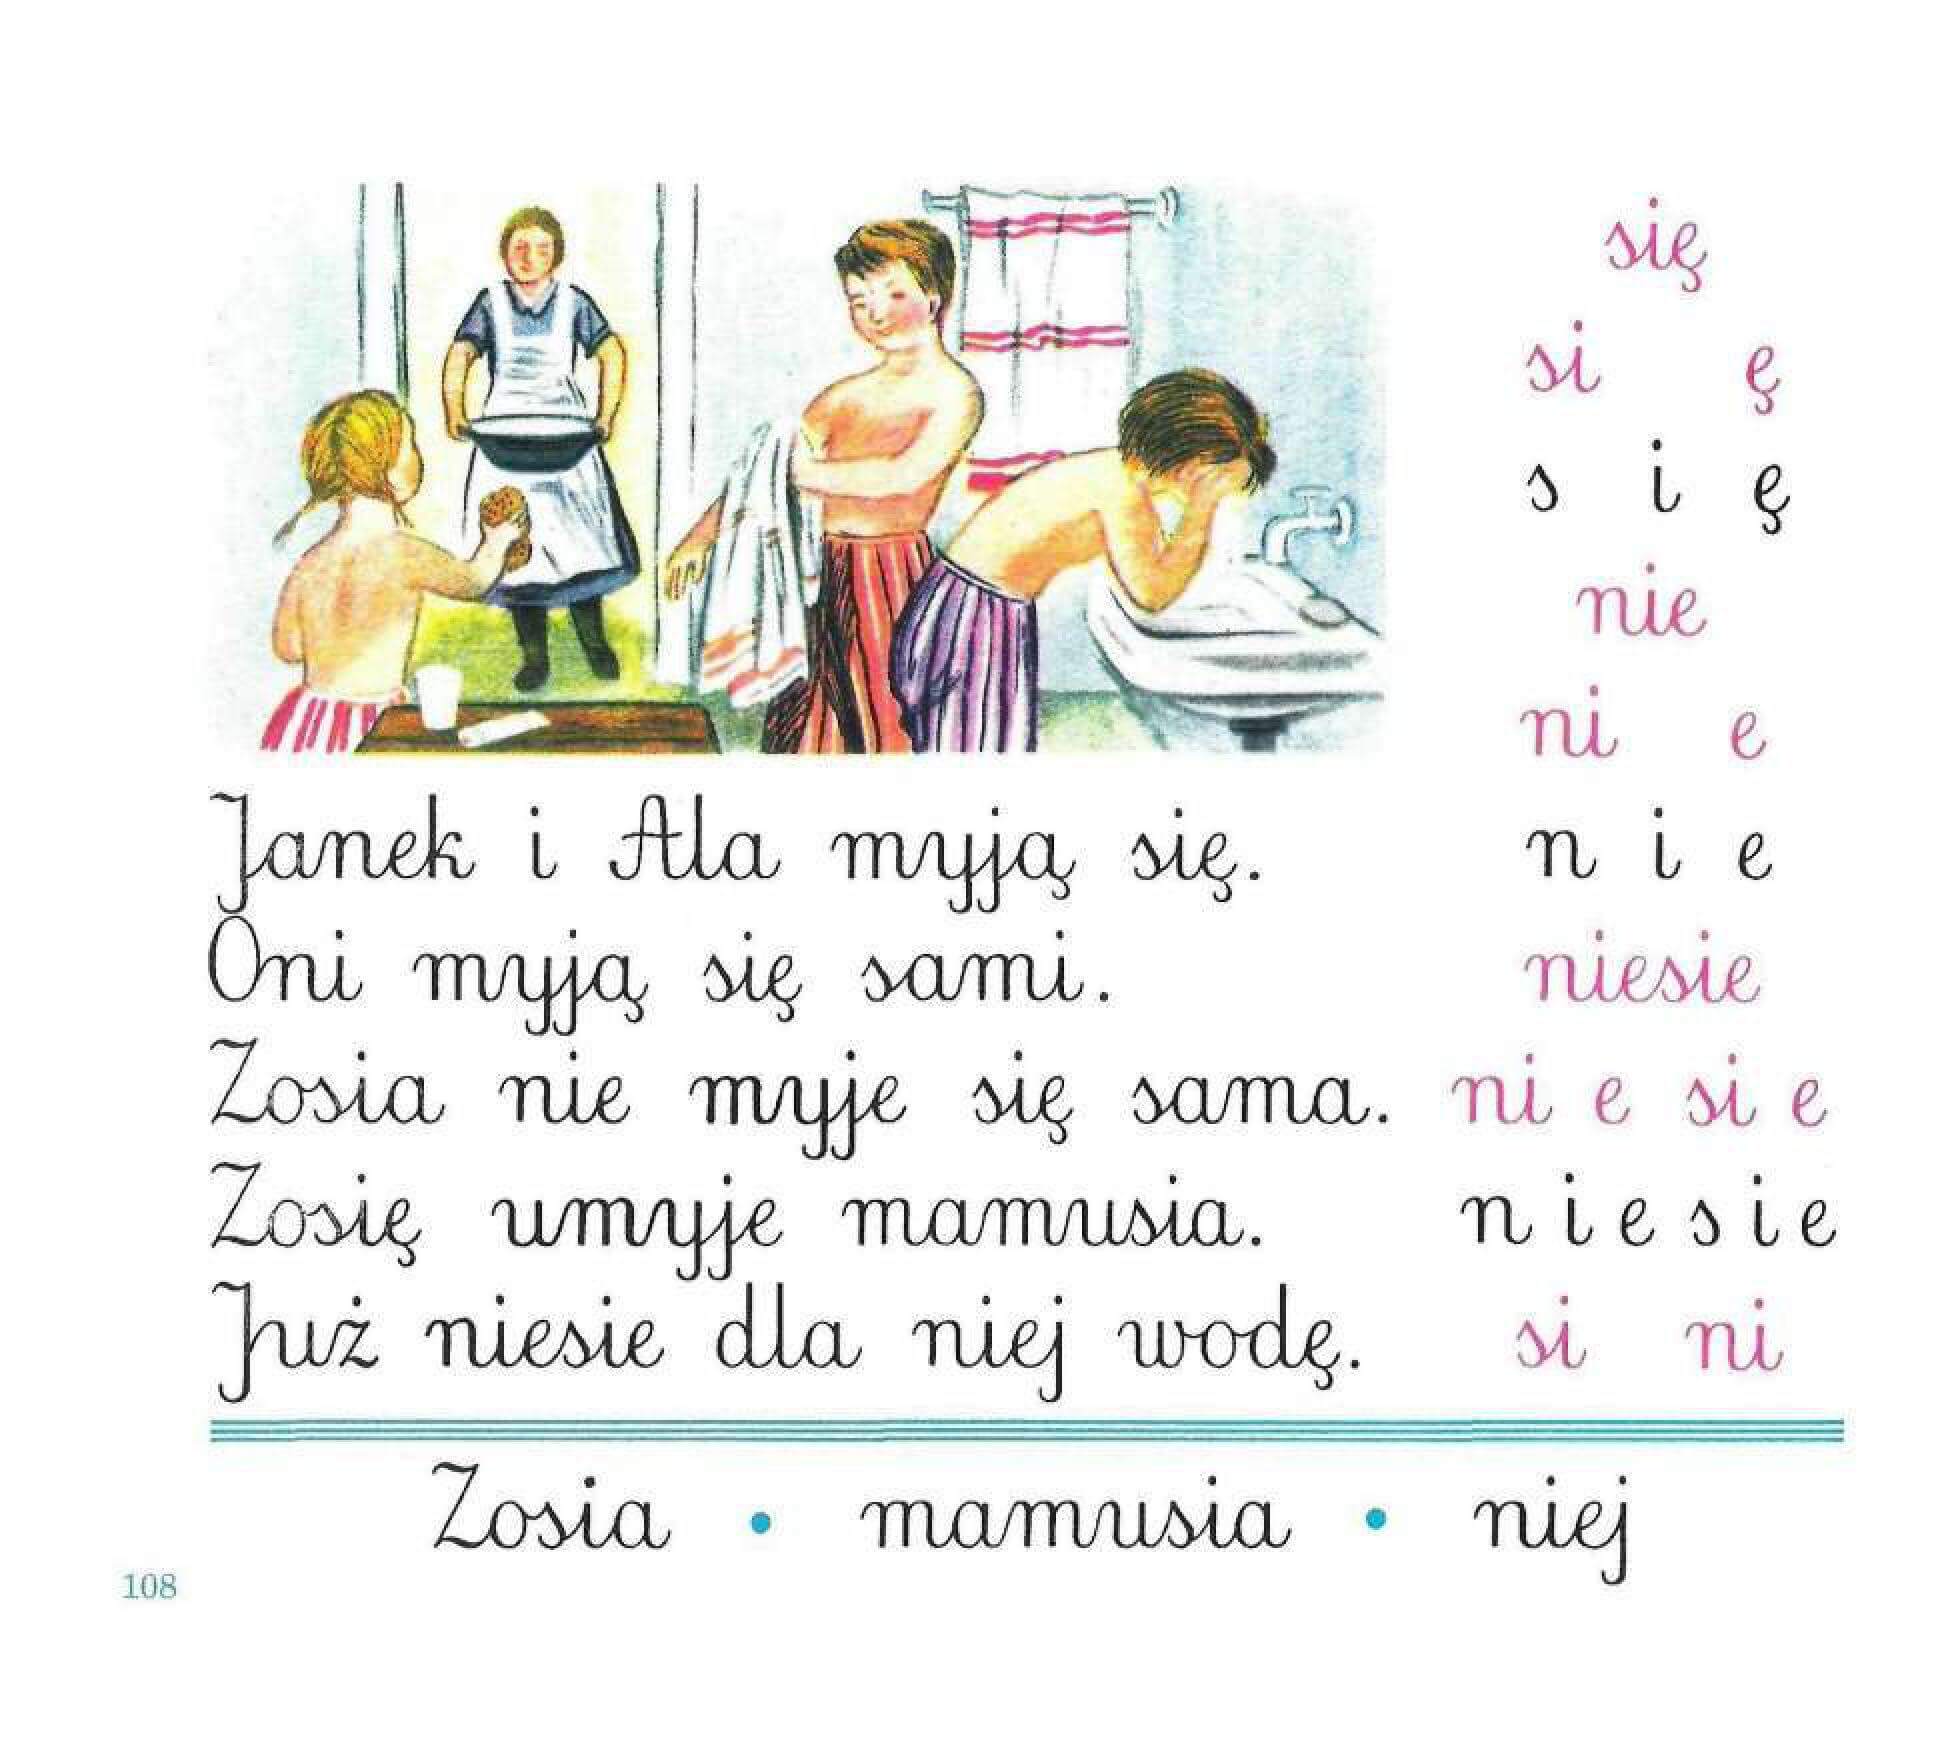 się
si ę
s i ę
nie
ni e
n i e
niesie
ni e si e
n i e s i e
si ni
Janek i Ala myją się.
Oni myją się sami.
Zosia nie myje się sama.
Zosię umyje mamusia.
Już niesie dla niej wodę.
Zosia • mamusia • niej
108